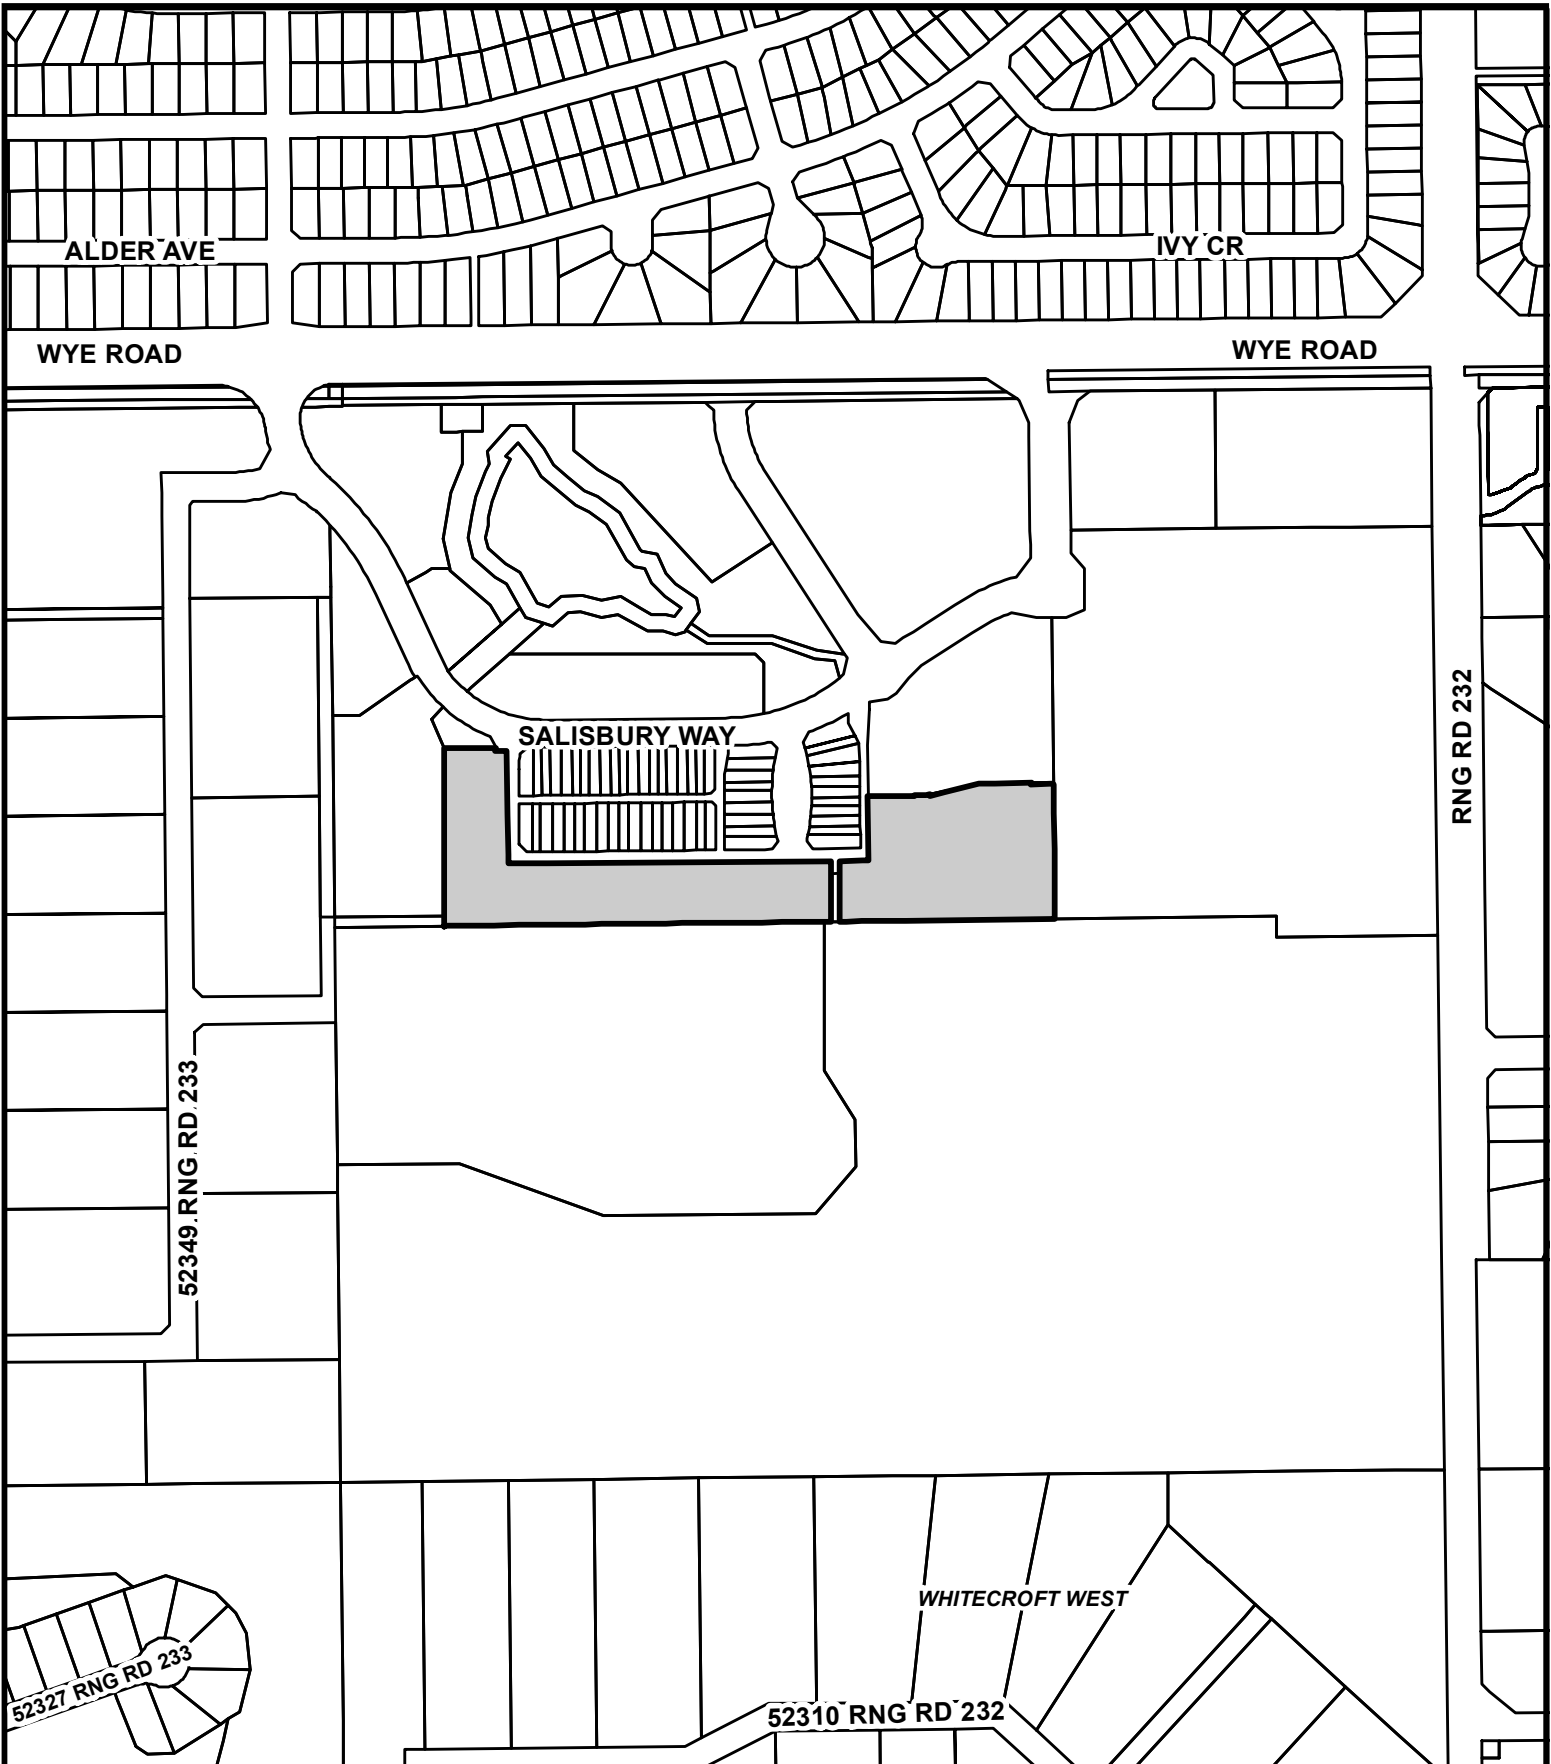 ALDER AVE
IVY CR
WYE ROAD
WYE ROAD
SALISBURY WAY
RNG RD 232
52349 RNG RD 233
WHITECROFT WEST
52327 RNG RD 233
52310 RNG RD 232